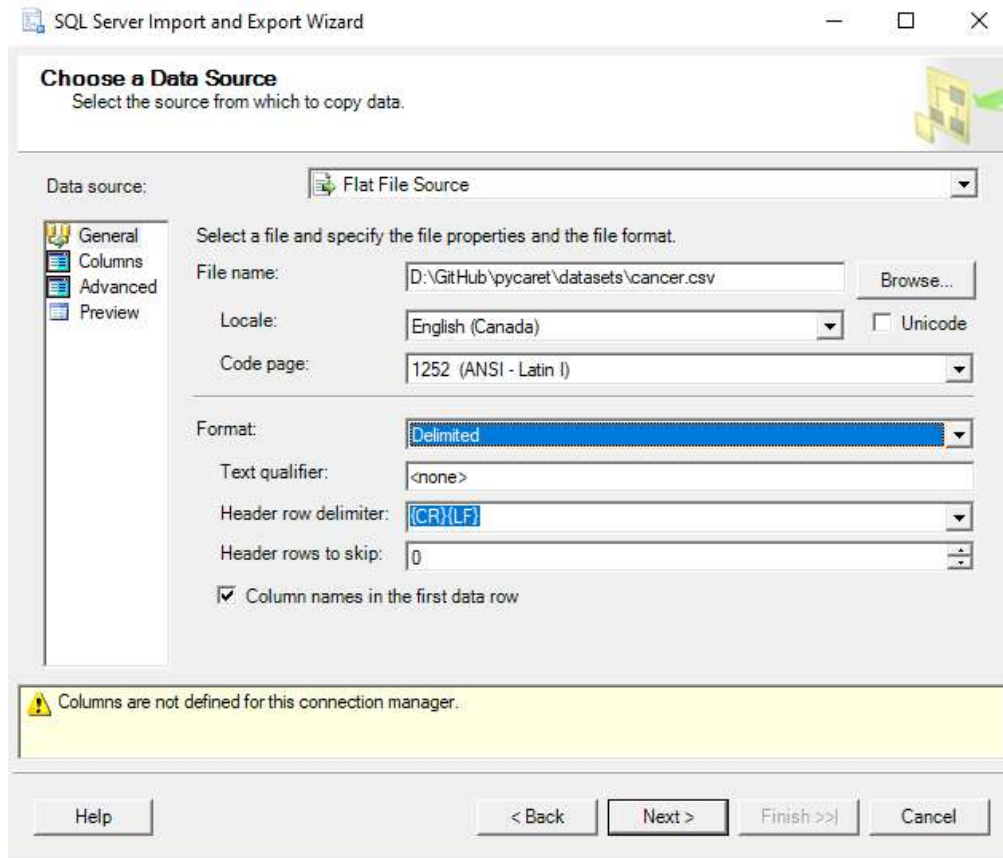 SQL Server Import and Export Wizard
Choose a Data Source
Select the source from which to copy data.
Data source:
Flat File Source
General
Columns
Advanced
Preview
Select a file and specify the file properties and the file format.
File name:
D:\GitHub\pycaret\datasets\cancer.csv
Browse...
Locale:
English (Canada)
Unicode
Code page:
1252 (ANSI - Latin I)
Format:
Delimited
Text qualifier:
<none>
Header row delimiter:
{CR}{LF}
Header rows to skip:
0
Column names in the first data row
Columns are not defined for this connection manager.
Help
< Back
Next >
Finish >>|
Cancel